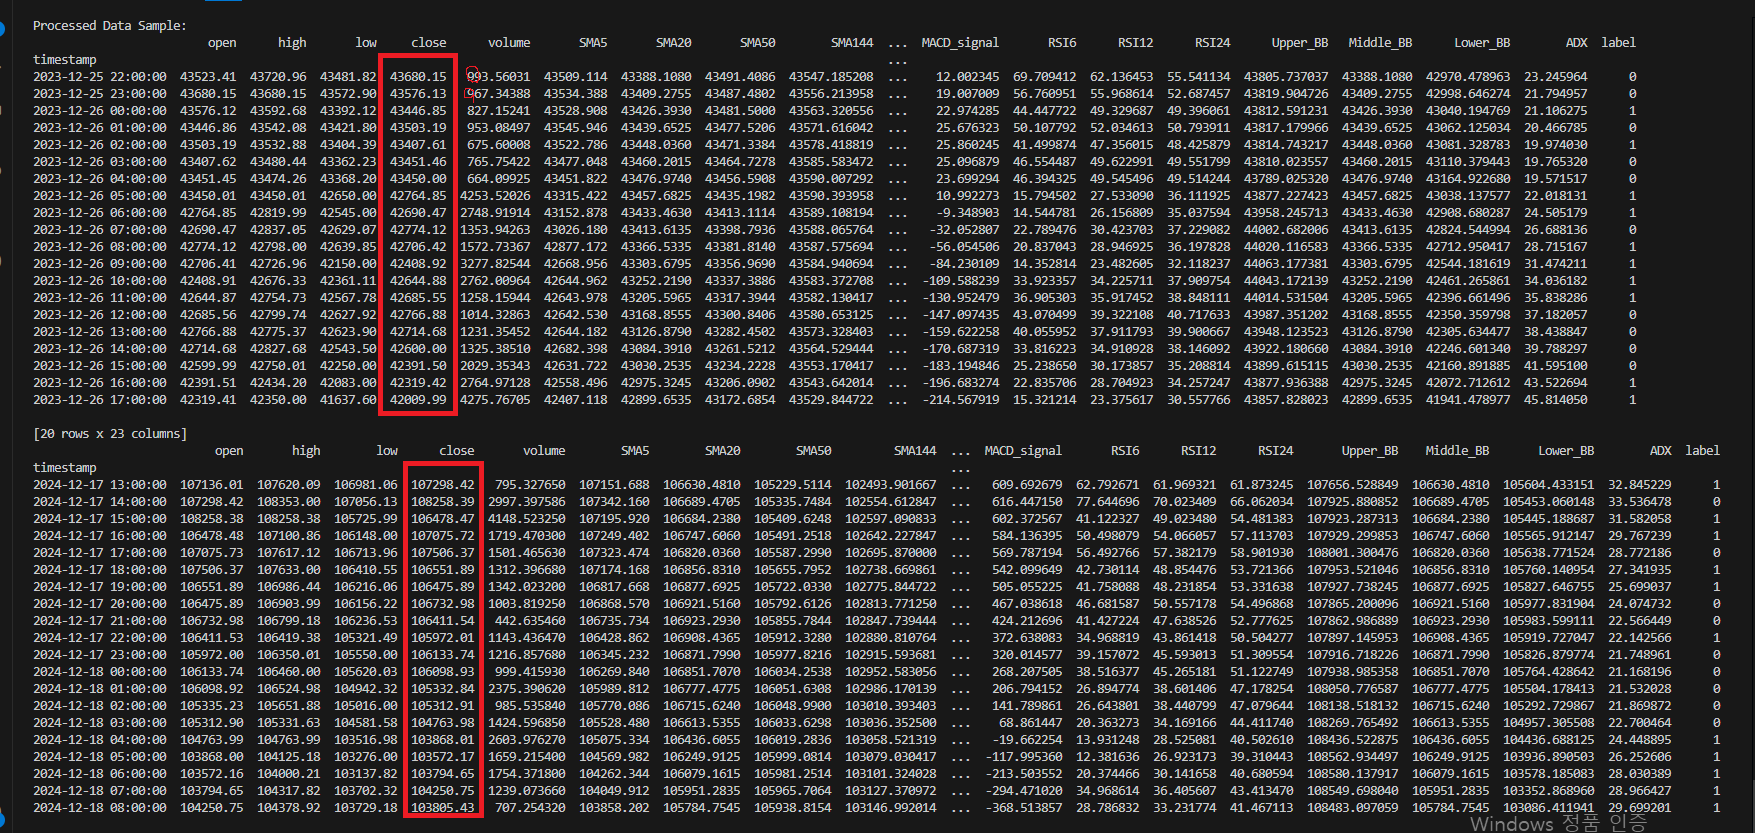 Processed Data Sample:
open high low close volume SMA5 SMA20 SMA50 SMA144 ... MACD_signal RSI6 RSI12 RSI24 Upper_BB Middle_BB Lower_BB ADX label
timestamp ...
2023-12-25 22:00:00 43523.41 43720.96 43481.82 43680.15 993.56031 43509.114 43388.1080 43491.4086 43547.185208 ... 12.002345 69.709412 62.136453 55.541134 43805.737037 43388.1080 42970.478963 23.245964 0
2023-12-25 23:00:00 43680.15 43680.15 43572.90 43576.13 967.34388 43534.388 43409.2755 43487.4802 43556.213958 ... 19.007009 56.760951 55.968614 52.687457 43819.904726 43409.2755 42998.646274 21.794957 0
2023-12-26 00:00:00 43576.12 43592.68 43392.12 43446.85 827.15241 43528.908 43426.3930 43481.5000 43563.320556 ... 22.974285 44.447722 49.329687 49.396061 43812.591231 43426.3930 43040.194769 21.106275 1
2023-12-26 01:00:00 43446.86 43542.08 43421.80 43503.19 953.08497 43545.946 43439.6525 43477.5206 43571.616042 ... 25.676323 50.107792 52.034613 50.793911 43817.179966 43439.6525 43062.125034 20.466785 0
2023-12-26 02:00:00 43503.19 43532.88 43404.39 43407.61 675.60008 43522.786 43448.0360 43471.3384 43578.418819 ... 25.860245 41.499874 47.356015 48.425879 43814.743217 43448.0360 43081.328783 19.974030 1
2023-12-26 03:00:00 43407.62 43480.44 43362.23 43451.46 765.75422 43477.048 43460.2015 43464.7278 43585.583472 ... 25.096879 46.554487 49.622991 49.551799 43810.023557 43460.2015 43110.379443 19.765320 0
2023-12-26 04:00:00 43451.45 43474.26 43368.20 43450.00 664.09925 43451.822 43476.9740 43456.5908 43590.007292 ... 23.699294 46.394325 49.545496 49.514244 43789.025320 43476.9740 43164.922680 19.571517 0
2023-12-26 05:00:00 43450.01 43450.01 42650.00 42764.85 4253.52026 43315.422 43457.6825 43435.1982 43590.393958 ... 10.992273 15.794502 27.533090 36.111925 43877.227423 43457.6825 43038.137577 22.018131 1
2023-12-26 06:00:00 42764.85 42819.99 42545.00 42690.47 2748.91914 43152.878 43433.4630 43413.1114 43589.108194 ... -9.348903 14.544781 26.156809 35.037594 43958.245713 43433.4630 42908.680287 24.505179 1
2023-12-26 07:00:00 42690.47 42837.05 42629.07 42774.12 1353.94263 43026.180 43413.6135 43398.7936 43588.065764 ... -32.052807 22.789476 30.423703 37.229082 44002.682006 43413.6135 42824.544994 26.688136 0
2023-12-26 08:00:00 42774.12 42798.00 42639.85 42706.42 1572.73367 42877.172 43366.5335 43381.8140 43587.575694 ... -56.054506 20.837043 28.946925 36.197828 44020.116583 43366.5335 42712.950417 28.715167 1
2023-12-26 09:00:00 42706.41 42726.96 42150.00 42408.92 3277.82544 42668.956 43303.6795 43356.9690 43584.940694 ... -84.230109 14.352814 23.482605 32.118237 44063.177381 43303.6795 42544.181619 31.474211 1
2023-12-26 10:00:00 42408.91 42676.33 42361.11 42644.88 2762.00964 42644.962 43252.2190 43337.3886 43583.372708 ... -109.588239 33.923357 34.225711 37.909754 44043.172139 43252.2190 42461.265861 34.036182 1
2023-12-26 11:00:00 42644.87 42754.73 42567.78 42685.55 1258.15944 42643.978 43205.5965 43317.3944 43582.130417 ... -130.952479 36.905303 35.917452 38.848111 44014.531504 43205.5965 42396.661496 35.838286 1
2023-12-26 12:00:00 42685.56 42799.74 42627.92 42766.88 1014.32863 42642.530 43168.8555 43300.8406 43580.653125 ... -147.097435 43.070499 39.322108 40.717633 43987.351202 43168.8555 42350.359798 37.182057 0
2023-12-26 13:00:00 42766.88 42775.37 42623.90 42714.68 1231.35452 42644.182 43126.8790 43282.4502 43573.328403 ... -159.622258 40.055952 37.911793 39.900667 43948.123523 43126.8790 42305.634477 38.438847 0
2023-12-26 14:00:00 42714.68 42827.68 42543.50 42600.00 1325.38510 42682.398 43084.3910 43261.5212 43564.529444 ... -170.687319 33.816223 34.910928 38.146092 43922.180660 43084.3910 42246.601340 39.788297 0
2023-12-26 15:00:00 42599.99 42750.01 42250.00 42391.50 2029.35343 42631.722 43030.2535 43234.2228 43553.170417 ... -183.194846 25.238650 30.173857 35.208814 43899.615115 43030.2535 42160.891885 41.595100 0
2023-12-26 16:00:00 42391.51 42434.20 42083.00 42319.42 2764.97128 42558.496 42975.3245 43206.0902 43543.642014 ... -196.683274 22.835706 28.704923 34.257247 43877.936388 42975.3245 42072.712612 43.522694 1
2023-12-26 17:00:00 42319.41 42350.00 41637.60 42009.99 4275.76705 42407.118 42899.6535 43172.6854 43529.844722 ... -214.567919 15.321214 23.375617 30.557766 43857.828023 42899.6535 41941.478977 45.814050 1
[20 rows x 23 columns]
open high low close volume SMA5 SMA20 SMA50 SMA144 ... MACD_signal RSI6 RSI12 RSI24 Upper_BB Middle_BB Lower_BB ADX label
timestamp ...
2024-12-17 13:00:00 107136.01 107620.09 106981.06 107298.42 795.327650 107151.688 106630.4810 105229.5114 102493.901667 ... 609.692679 62.792671 61.969321 61.873245 107656.528849 106630.4810 105604.433151 32.845229 1
2024-12-17 14:00:00 107298.42 108353.00 107056.13 108258.39 2997.397586 107342.160 106689.4705 105335.7484 102554.612847 ... 616.447150 77.644696 70.023409 66.062034 107925.880852 106689.4705 105453.060148 33.536478 0
2024-12-17 15:00:00 108258.38 108258.38 105725.99 106478.47 4148.523250 107195.920 106684.2380 105409.6248 102597.090833 ... 602.372567 41.122327 49.023480 54.481383 107923.287313 106684.2380 105445.188687 31.582058 1
2024-12-17 16:00:00 106478.48 107100.86 106148.00 107075.72 1719.470300 107249.402 106747.6060 105491.2518 102642.227847 ... 584.136395 50.498079 54.066057 57.113703 107929.299853 106747.6060 105565.912147 29.767239 1
2024-12-17 17:00:00 107075.73 107617.12 106713.96 107506.37 1501.465630 107323.474 106820.0360 105587.2990 102695.870000 ... 569.787194 56.492766 57.382179 58.901930 108001.300476 106820.0360 105638.771524 28.772186 0
2024-12-17 18:00:00 107506.37 107633.00 106410.55 106551.89 1312.396680 107174.168 106856.8310 105655.7952 102738.669861 ... 542.099649 42.730114 48.854476 53.721366 107953.521046 106856.8310 105760.140954 27.341935 1
2024-12-17 19:00:00 106551.89 106986.44 106216.06 106475.89 1342.023200 106817.668 106877.6925 105722.0330 102775.844722 ... 505.055225 41.758088 48.231854 53.331638 107927.738245 106877.6925 105827.646755 25.699037 1
2024-12-17 20:00:00 106475.89 106903.99 106156.22 106732.98 1003.819250 106868.570 106921.5160 105792.6126 102813.771250 ... 467.038618 46.681587 50.557178 54.496868 107865.200096 106921.5160 105977.831904 24.074732 0
2024-12-17 21:00:00 106732.98 106799.18 106236.53 106411.54 442.635460 106735.734 106923.2930 105855.7844 102847.739444 ... 424.212696 41.427224 47.638526 52.777625 107862.986889 106923.2930 105983.599111 22.566449 0
2024-12-17 22:00:00 106411.53 106419.38 105321.49 105972.01 1143.436470 106428.862 106908.4365 105912.3280 102880.810764 ... 372.638083 34.968819 43.861418 50.504277 107897.145953 106908.4365 105919.727047 22.142566 1
2024-12-17 23:00:00 105972.00 106350.01 105550.00 106133.74 1216.857680 106345.232 106871.7990 105977.8216 102915.593681 ... 320.014577 39.157072 45.593013 51.309554 107916.718226 106871.7990 105826.879774 21.748961 0
2024-12-18 00:00:00 106133.74 106460.00 105620.03 106098.93 999.415930 106269.840 106851.7070 106034.2538 102952.583056 ... 268.207505 38.516377 45.265181 51.122749 107938.985358 106851.7070 105764.428642 21.168196 0
2024-12-18 01:00:00 106098.92 106524.98 104942.32 105332.84 2375.390620 105989.812 106777.4775 106051.6308 102986.170139 ... 206.794152 26.894774 38.601406 47.178254 108050.776587 106777.4775 105504.178413 21.532028 0
2024-12-18 02:00:00 105335.23 105651.88 105016.00 105312.91 985.535840 105770.086 106715.6240 106048.9900 103010.393403 ... 141.789861 26.643801 38.440799 47.079644 108138.518132 106715.6240 105292.729867 21.869872 0
2024-12-18 03:00:00 105312.90 105331.63 104581.58 104763.98 1424.596850 105528.480 106613.5355 106033.6298 103036.352500 ... 68.861447 20.363273 34.169166 44.411740 108269.765492 106613.5355 104957.305508 22.700464 0
2024-12-18 04:00:00 104763.99 104763.99 103516.98 103868.01 2603.976270 105075.334 106436.6055 106019.2836 103058.521319 ... -19.662254 13.931248 28.525081 40.502610 108436.522875 106436.6055 104436.688125 24.448895 1
2024-12-18 05:00:00 103868.00 104125.18 103276.00 103572.17 1659.215400 104569.982 106249.9125 105999.0814 103079.030417 ... -117.995360 12.381636 26.923173 39.310443 108562.934497 106249.9125 103936.890503 26.252606 1
2024-12-18 06:00:00 103572.16 104000.21 103137.82 103794.65 1754.371800 104262.344 106079.1615 105981.2514 103101.324028 ... -213.503552 20.374466 30.141658 40.680594 108580.137917 106079.1615 103578.185083 28.030389 1
2024-12-18 07:00:00 103794.65 104317.82 103702.32 104250.75 1239.073660 104049.912 105951.2835 105965.7064 103127.370972 ... -294.471020 34.968614 36.405607 43.413470 108549.698040 105951.2835 103352.868960 28.966427 1
2024-12-18 08:00:00 104250.75 104378.92 103729.18 103805.43 707.254320 103858.202 105784.7545 105938.8154 103146.992014 ... -368.513857 28.786832 33.231774 41.467113 108483.097059 105784.7545 103086.411941 29.699201 1
Windows 정품 인증